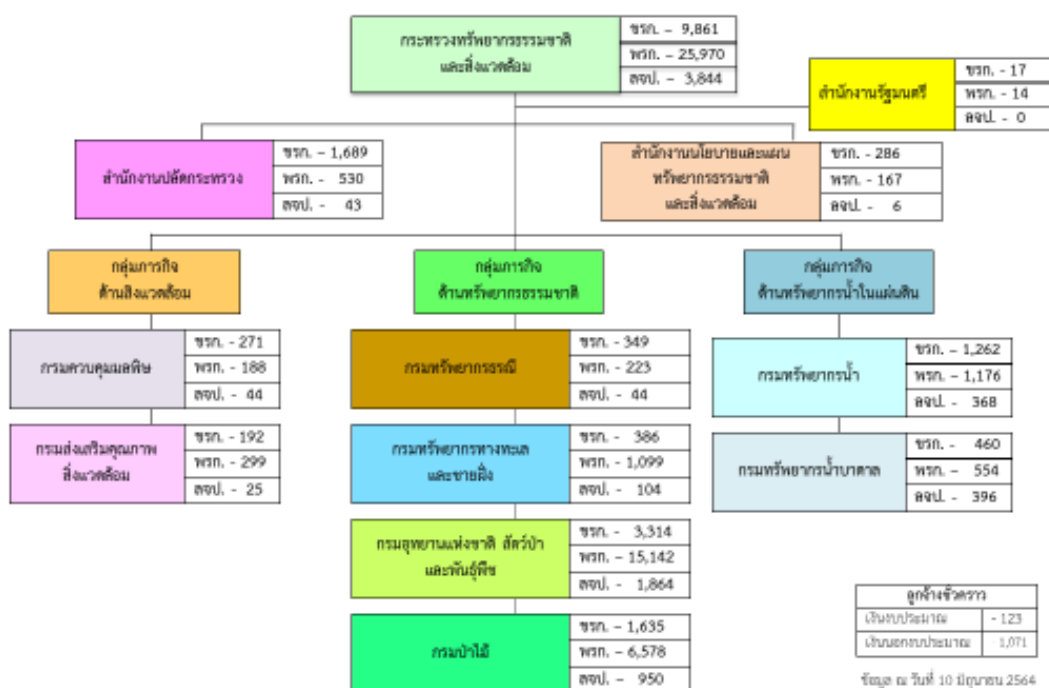 กระทรวงทรัพยากรธรรมชาติ
และสิ่งแวดล้อม
ขรก. – 9,861
พรก. – 25,970
ลจป. – 3,844
สำนักงานรัฐมนตรี
ขรก. - 17
พรก. - 14
ลจป. - 0
สำนักงานปลัดกระทรวง
ขรก. – 1,689
พรก. - 530
ลจป. - 43
สำนักงานนโยบายและแผน
ทรัพยากรธรรมชาติ
และสิ่งแวดล้อม
ขรก. - 286
พรก. - 167
ลจป. - 6
กลุ่มภารกิจ
ด้านสิ่งแวดล้อม
กลุ่มภารกิจ
ด้านทรัพยากรธรรมชาติ
กลุ่มภารกิจ
ด้านทรัพยากรน้ำในแผ่นดิน
กรมควบคุมมลพิษ
ขรก. - 271
พรก. - 188
ลจป. - 44
กรมทรัพยากรธรณี
ขรก. - 349
พรก. - 223
ลจป. - 44
กรมทรัพยากรน้ำ
ขรก. – 1,262
พรก. – 1,176
ลจป. - 368
กรมส่งเสริมคุณภาพ
สิ่งแวดล้อม
ขรก. - 192
พรก. - 299
ลจป. - 25
กรมทรัพยากรทางทะเล
และชายฝั่ง
ขรก. - 386
พรก. - 1,099
ลจป. - 104
กรมทรัพยากรน้ำบาดาล
ขรก. - 460
พรก. - 554
ลจป. - 396
กรมอุทยานแห่งชาติ สัตว์ป่า
และพันธุ์พืช
ขรก. - 3,314
พรก. – 15,142
ลจป. - 1,864
กรมป่าไม้
ขรก. – 1,635
พรก. – 6,578
ลจป. - 950
ลูกจ้างชั่วคราว
เงินงบประมาณ - 123
เงินนอกงบประมาณ 1,071
ข้อมูล ณ วันที่ 10 มิถุนายน 2564